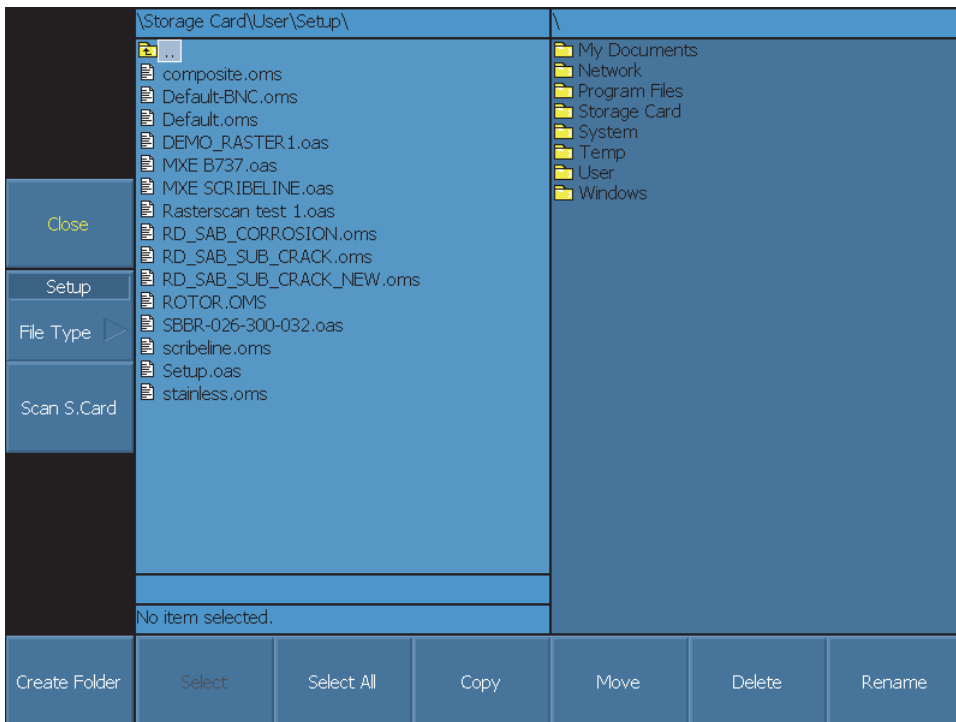 \Storage Card\User\Setup\
..
composite.oms
Default-BNC.oms
Default.oms
DEMO_RASTER1.oas
MXE B737.oas
MXE SCRIBELINE.oas
Rasterscan test 1.oas
RD_SAB_CORROSION.oms
RD_SAB_SUB_CRACK.oms
RD_SAB_SUB_CRACK_NEW.oms
ROTOR.OMS
SBBR-026-300-032.oas
scribeline.oms
Setup.oas
stainless.oms
No item selected.
\
My Documents
Network
Program Files
Storage Card
System
Temp
User
Windows
Close
Setup
File Type
Scan S.Card
Create Folder
Select
Select All
Copy
Move
Delete
Rename